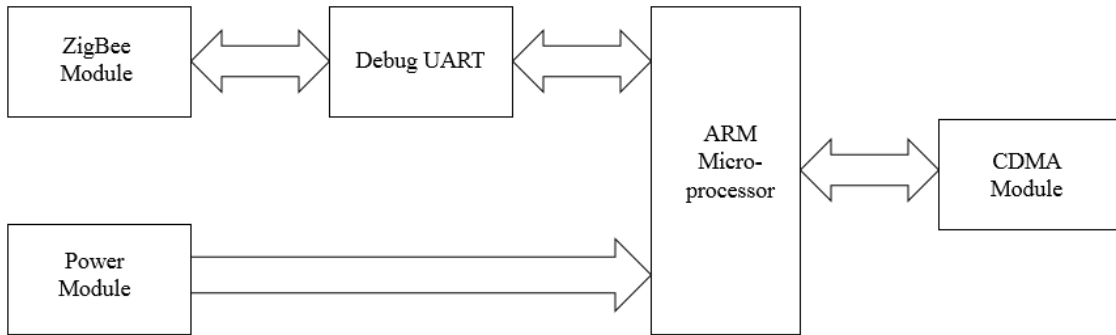 ZigBee
Module
Debug UART
ARM
Micro-
processor
CDMA
Module
Power
Module